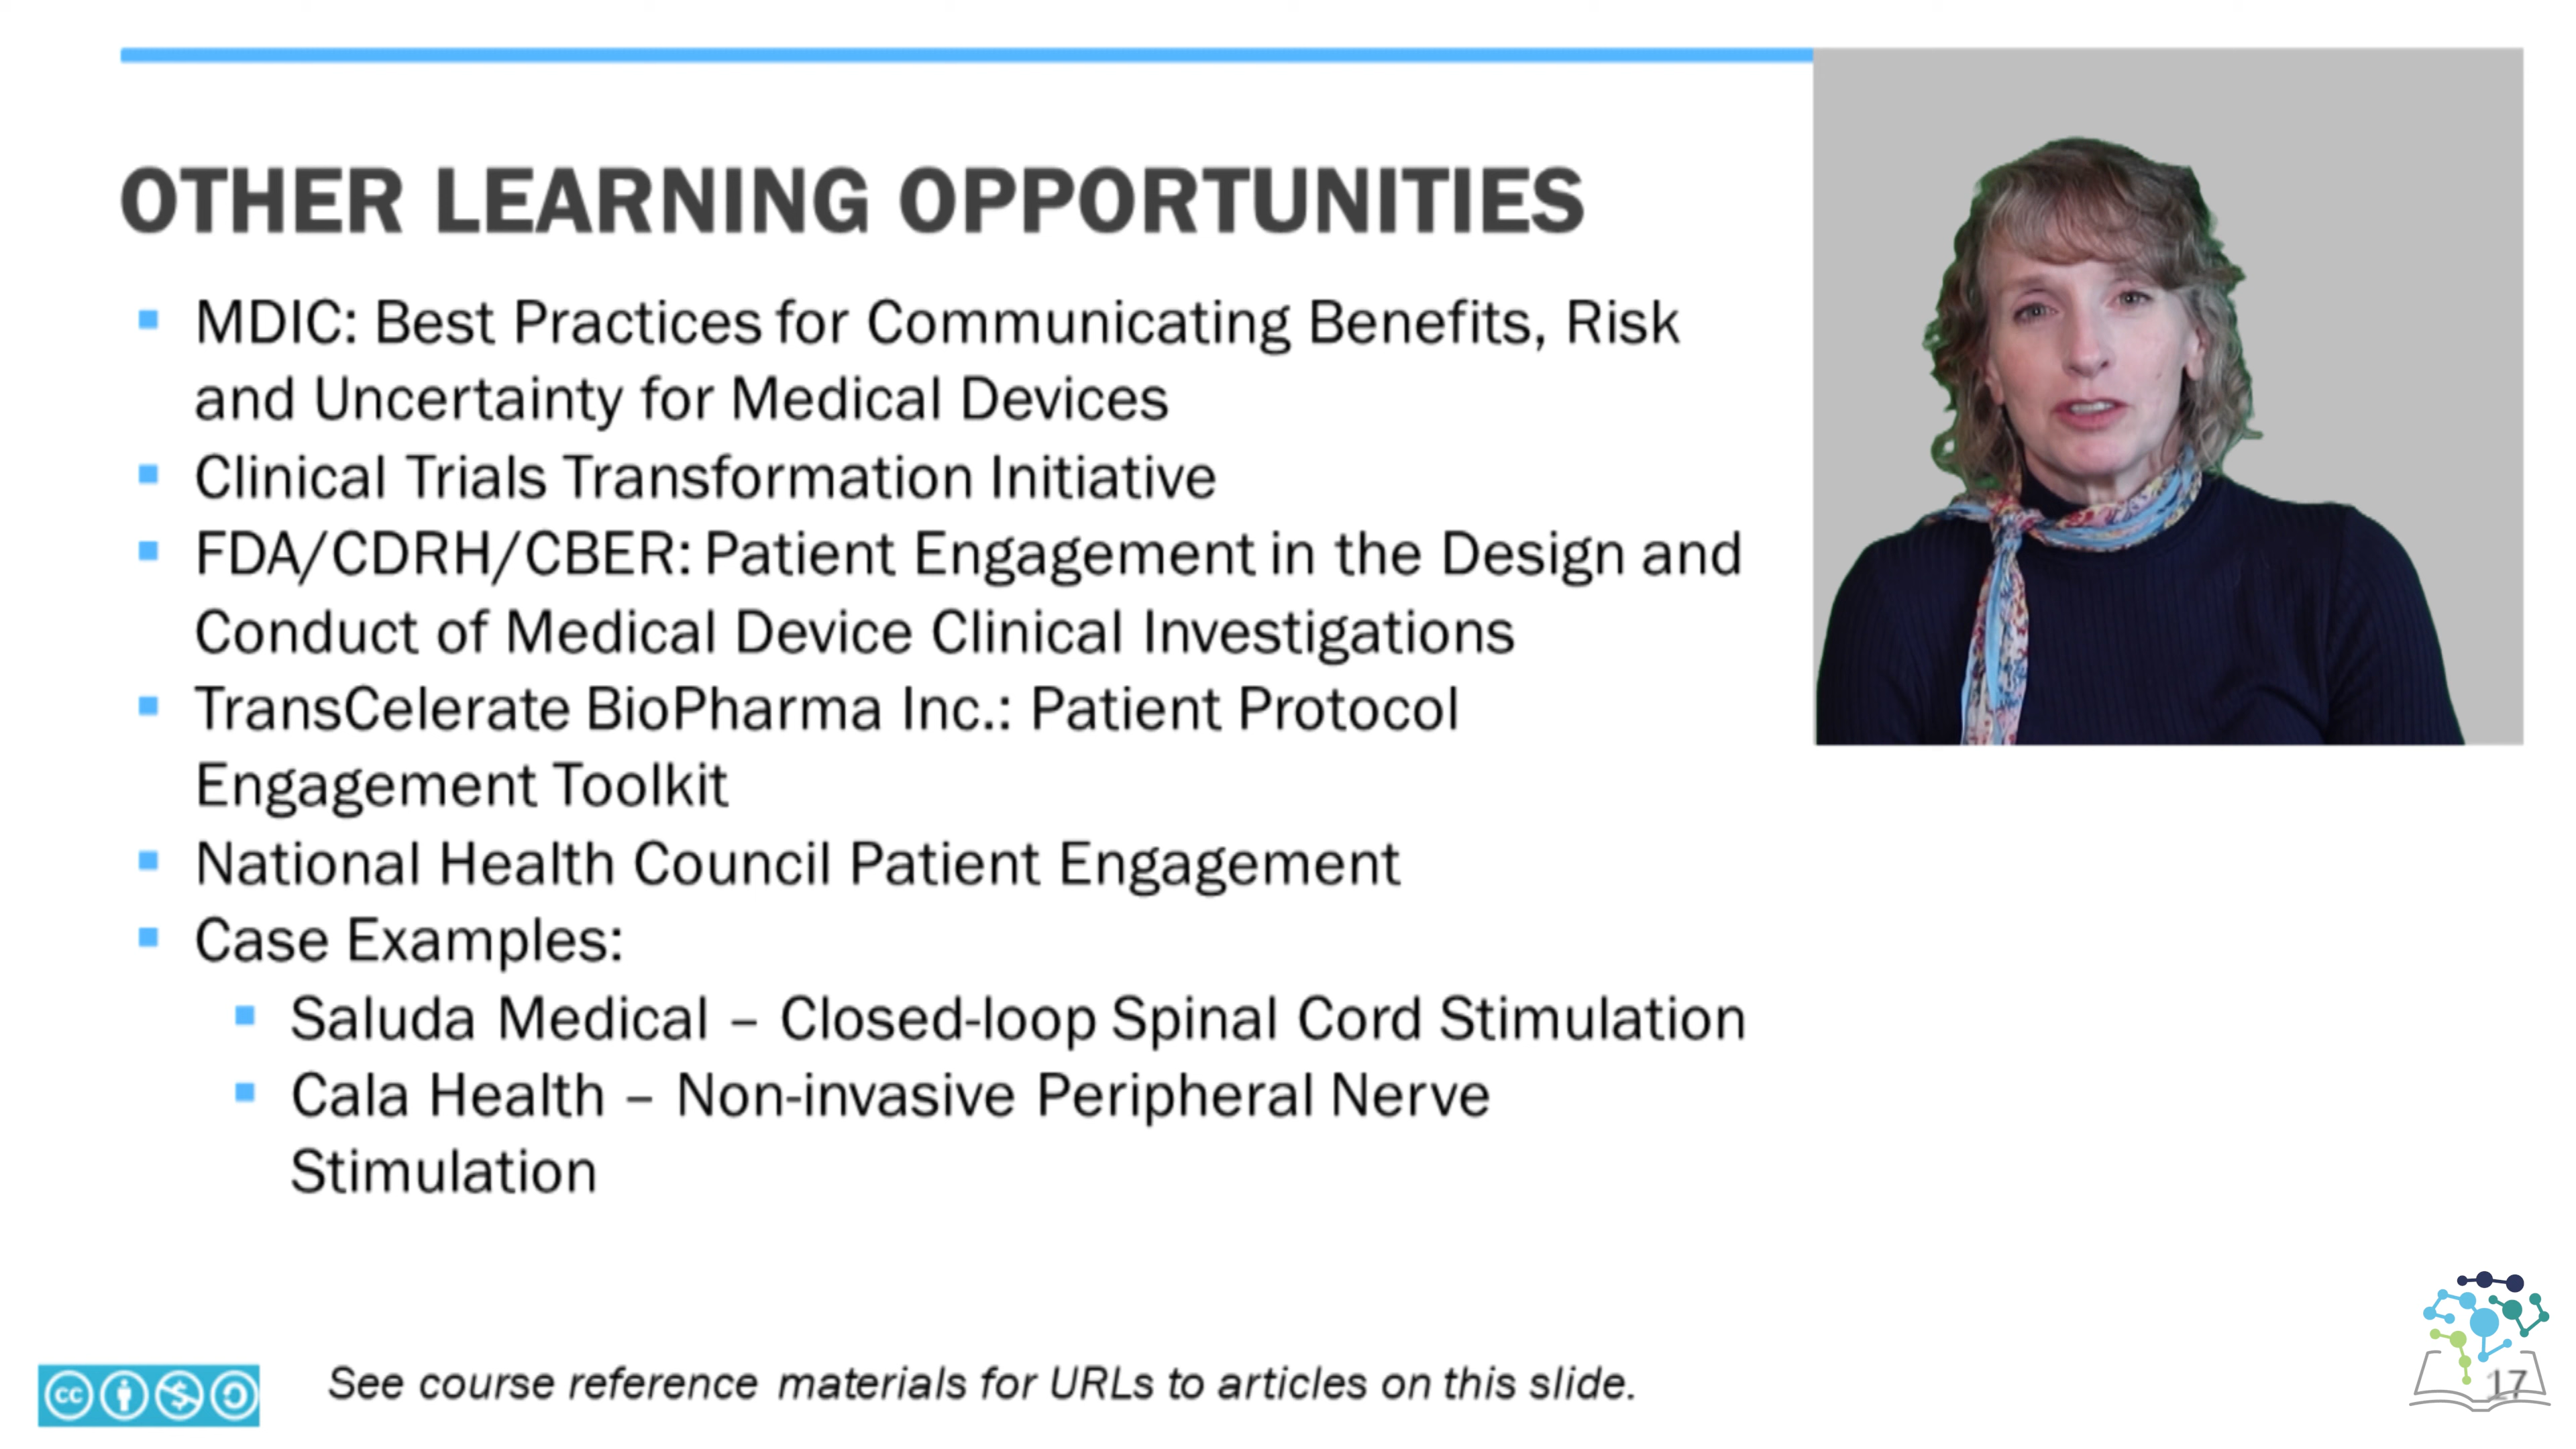 OTHER LEARNING OPPORTUNITIES
MDIC: Best Practices for Communicating Benefits, Risk
and Uncertainty for Medical Devices
Clinical Trials Transformation Initiative
FDA/CDRH/CBER: Patient Engagement in the Design and
Conduct of Medical Device Clinical Investigations
TransCelerate BioPharma Inc.: Patient Protocol
Engagement Toolkit
National Health Council Patient Engagement
Case Examples:
Saluda Medical – Closed-loop Spinal Cord Stimulation
Cala Health – Non-invasive Peripheral Nerve
Stimulation
cc
See course reference materials for URLs to articles on this slide.
17